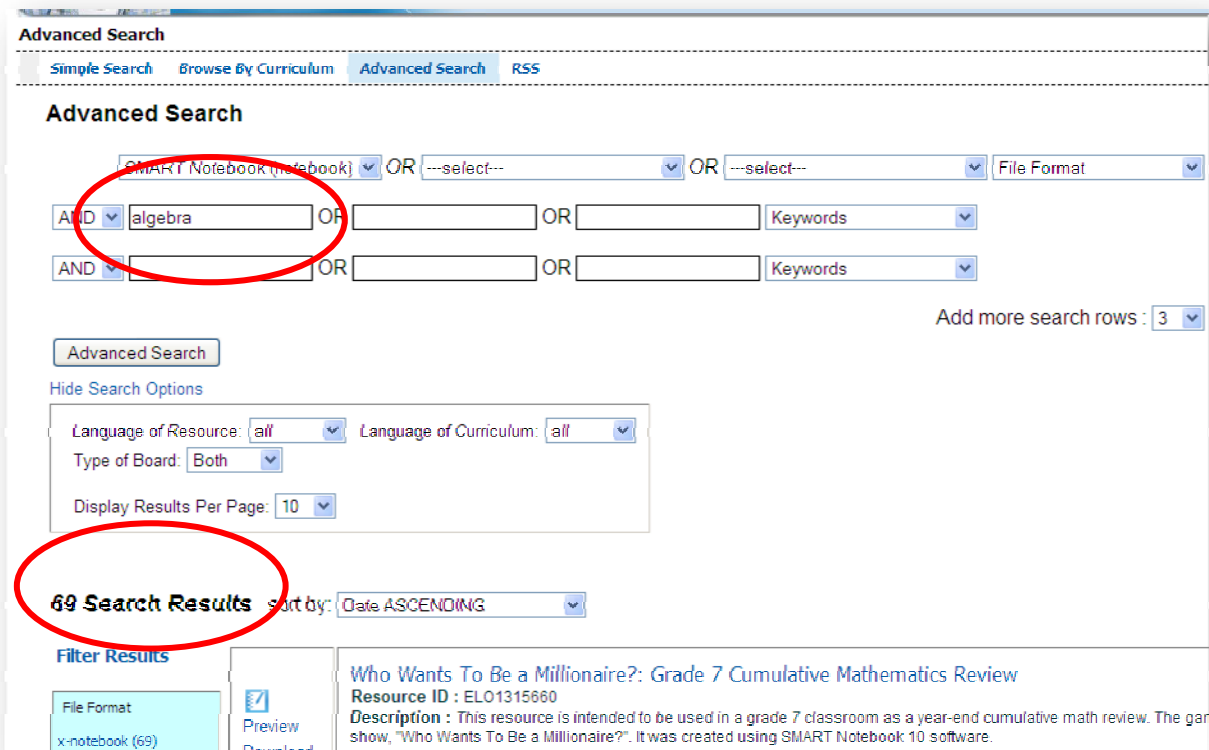 Advanced Search
Simple Search Browse By Curriculum Advanced Search RSS
Advanced Search
SMART Notebook (notebook) OR ---select--- OR ---select--- File Format
AND algebra OR OR Keywords
AND OR OR Keywords
Add more search rows : 3
Advanced Search
Hide Search Options
Language of Resource: all Language of Curriculum: all
Type of Board: Both
Display Results Per Page: 10
69 Search Results sort by: Date ASCENDING
Filter Results
Who Wants To Be a Millionaire?: Grade 7 Cumulative Mathematics Review
Resource ID : ELO1315660
File Format
Preview
Description : This resource is intended to be used in a grade 7 classroom as a year-end cumulative math review. The
show, "Who Wants To Be a Millionaire?". It was created using SMART Notebook 10 software.
x-notebook (69)
Download